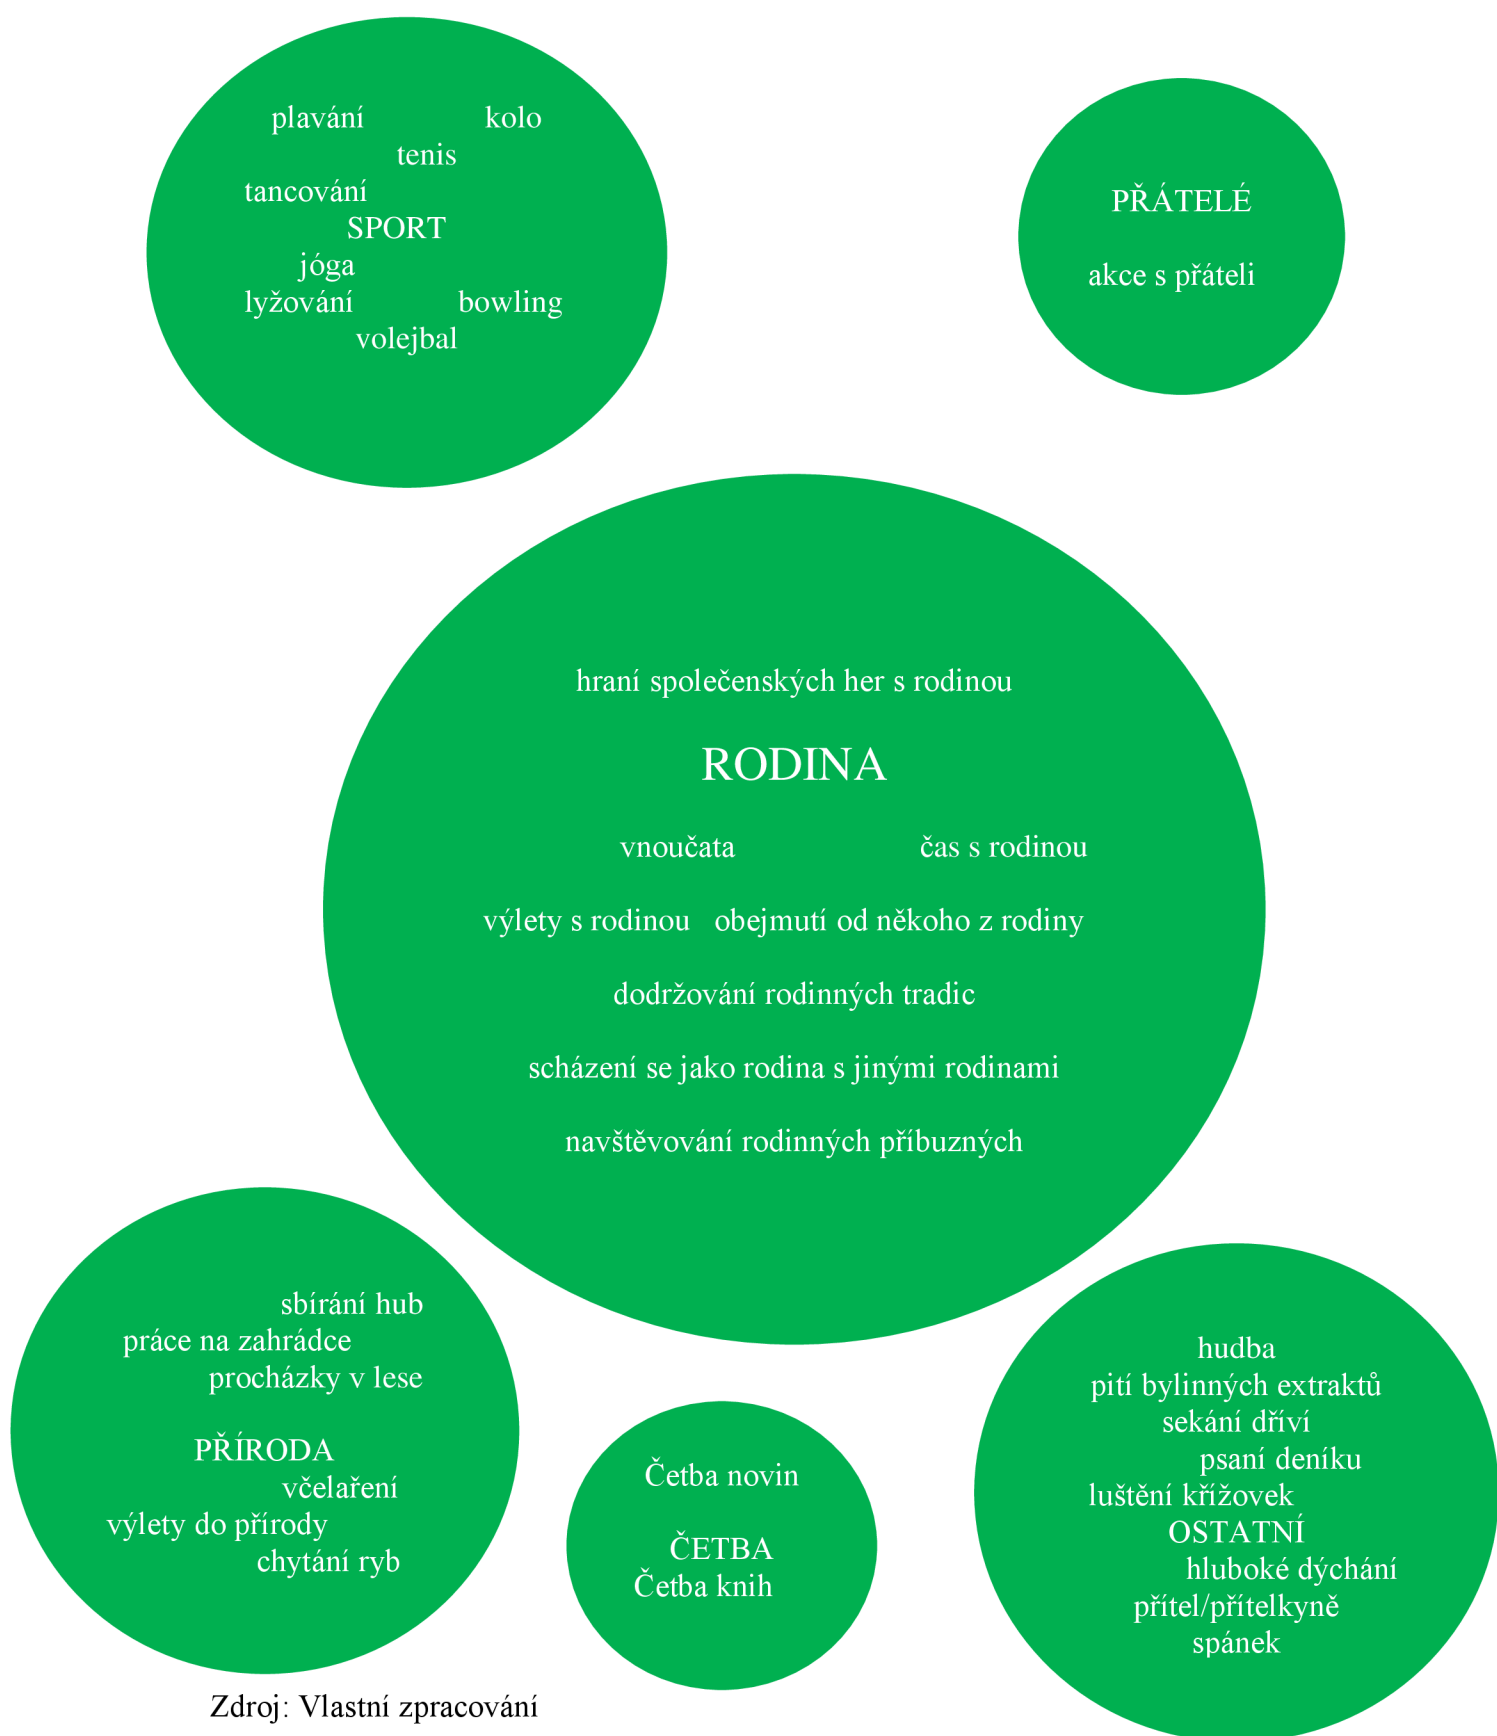 plavání kolo
tenis
tancování
SPORT
jóga
lyžování bowling
volejbal
PŘÁTELÉ
akce s přáteli
hraní společenských her s rodinou
RODINA
vnoučata čas s rodinou
výlety s rodinou obejmutí od někoho z rodiny
dodržování rodinných tradic
scházení se jako rodina s jinými rodinami
navštěvování rodinných příbuzných
sbírání hub
práce na zahrádce
procházky v lese
PŘÍRODA
včelaření
výlety do přírody
chytání ryb
Četba novin
ČETBA
Četba knih
hudba
pití bylinných extraktů
sekání dříví
psaní deníku
luštění křížovek
OSTATNÍ
hluboké dýchání
přítel/přítelkyně
spánek
Zdroj: Vlastní zpracování